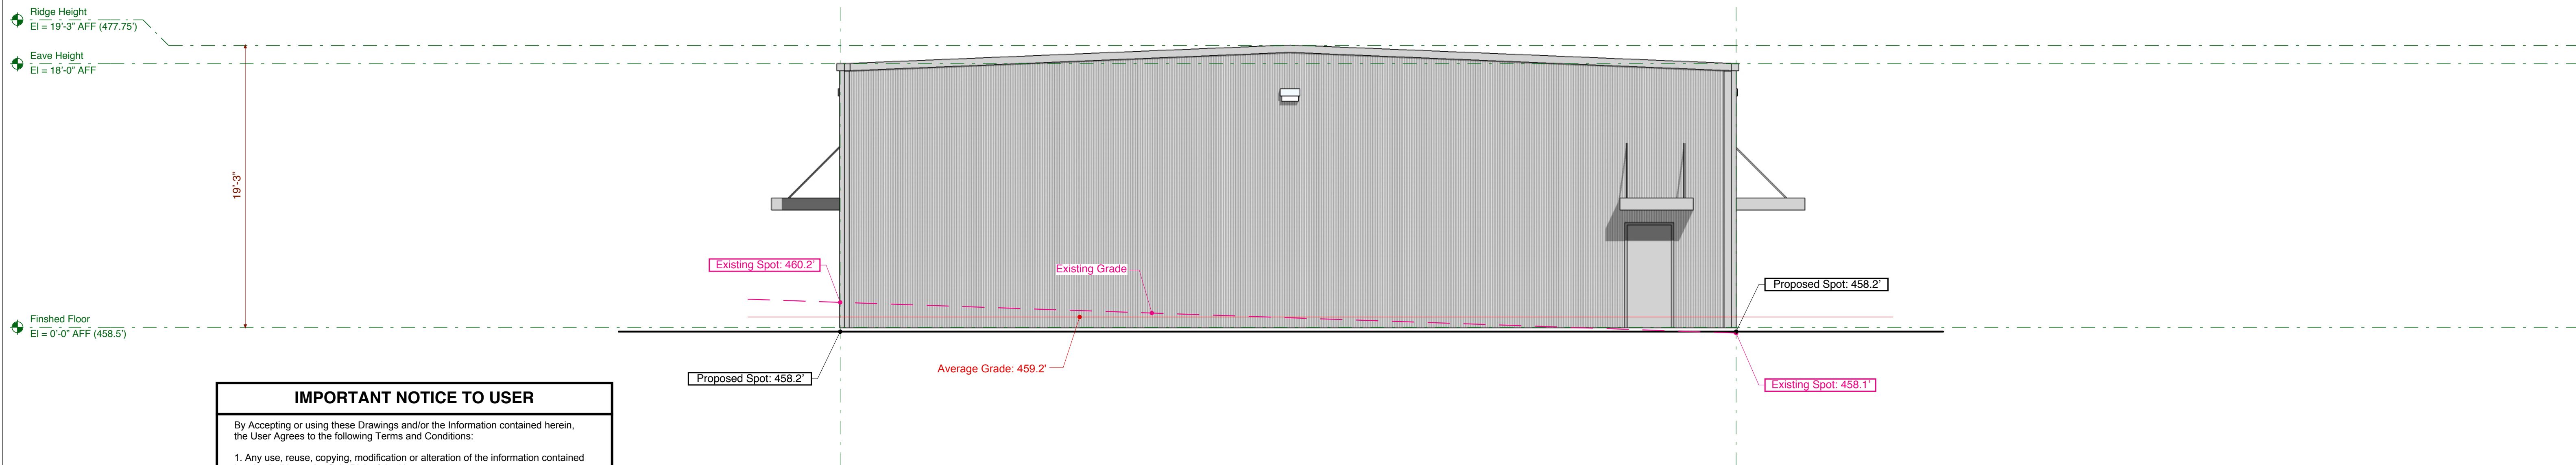 Ridge Height
El = 19'-3" AFF (477.75')
Eave Height
El = 18'-0" AFF
19'-3"
Existing Spot: 460.2'
Existing Grade
Proposed Spot: 458.2'
Finshed Floor
El = 0'-0" AFF (458.5')
Average Grade: 459.2'
Proposed Spot: 458.2'
Existing Spot: 458.1'
IMPORTANT NOTICE TO USER
By Accepting or using these Drawings and/or the Information contained herein,
the User Agrees to the following Terms and Conditions:
1. Any use, reuse, copying, modification or alteration of the information contained